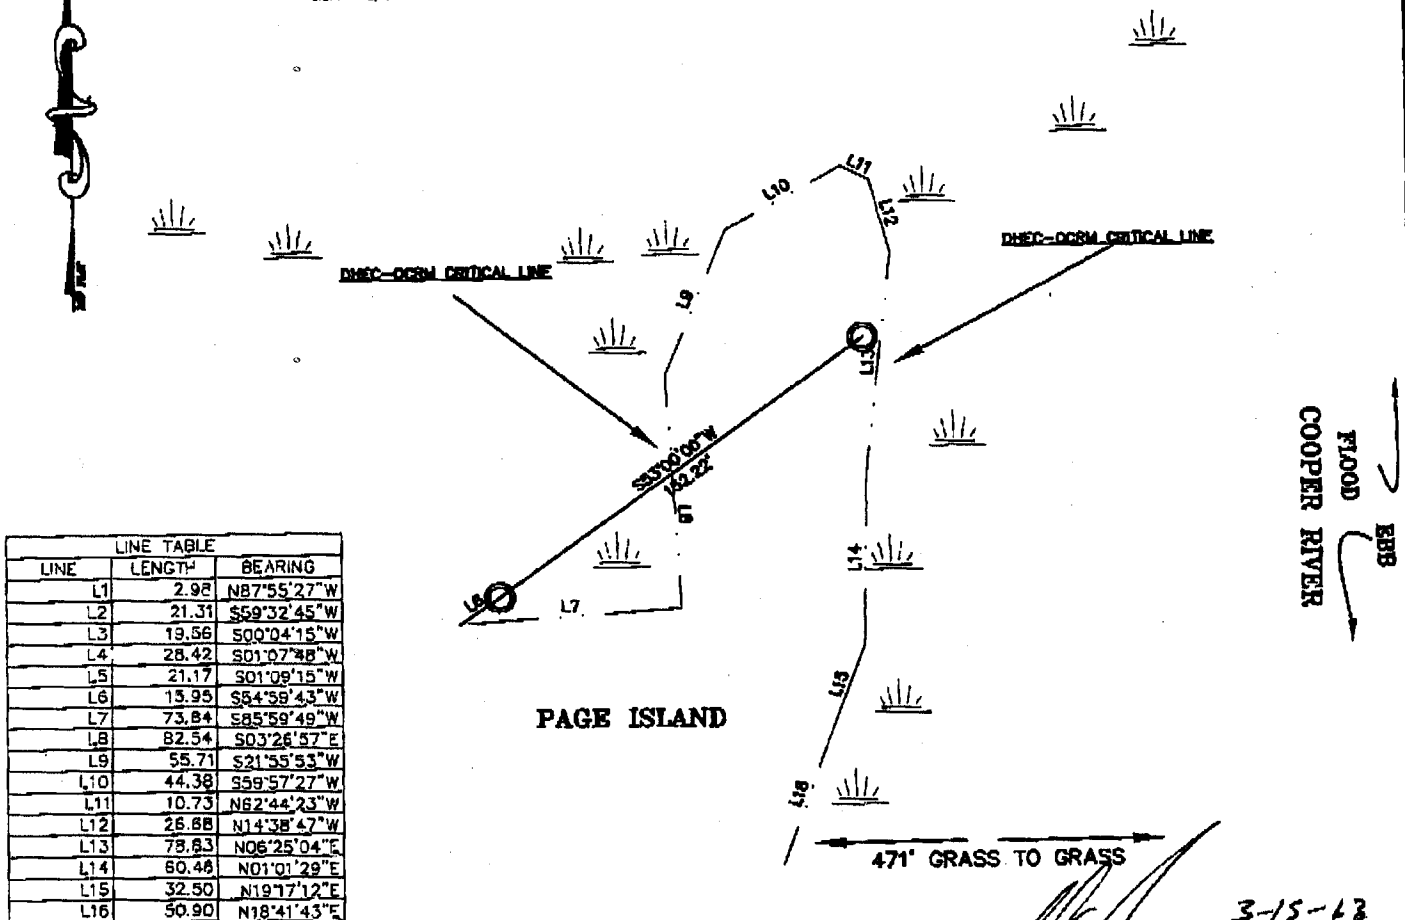 DHEC-OCRM CRITICAL LINE
DHEC-OCRM CRITICAL LINE
L11
L10
L12
L9
L13
S53°00'00"W
152.22'
L8
L6
L7
L14
L15
L16
FLOOD EBB
COOPER RIVER
PAGE ISLAND
471' GRASS TO GRASS
3-15-13
LINE TABLE
LINE LENGTH BEARING
L1 2.98 N87°55'27"W
L2 21.31 S59°32'45"W
L3 19.56 S00°04'15"W
L4 28.42 S01°07'48"W
L5 21.17 S01°09'15"W
L6 15.95 S54°59'43"W
L7 73.84 S85°59'49"W
L8 82.54 S03°26'57"E
L9 55.71 S21°55'53"W
L10 44.38 S59°57'27"W
L11 10.73 N62°44'23"W
L12 26.68 N14°38'47"W
L13 78.83 N06°25'04"E
L14 60.48 N01°01'29"E
L15 32.50 N19°17'12"E
L16 50.90 N18°41'43"E